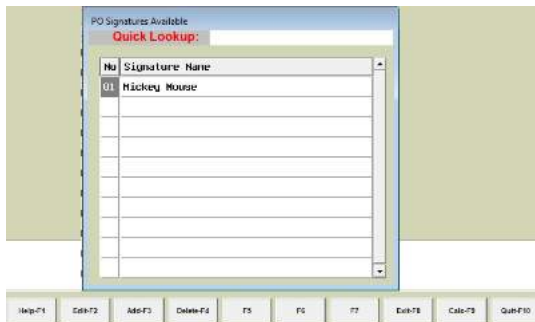 PO Signatures Available
Quick Lookup:
No Signature Name
01 Mickey Mouse
Help-F1 Edit-F2 Add-F3 Delete-F4 F5 F6 F7 Exit-F8 Calc-F9 Quit-F10